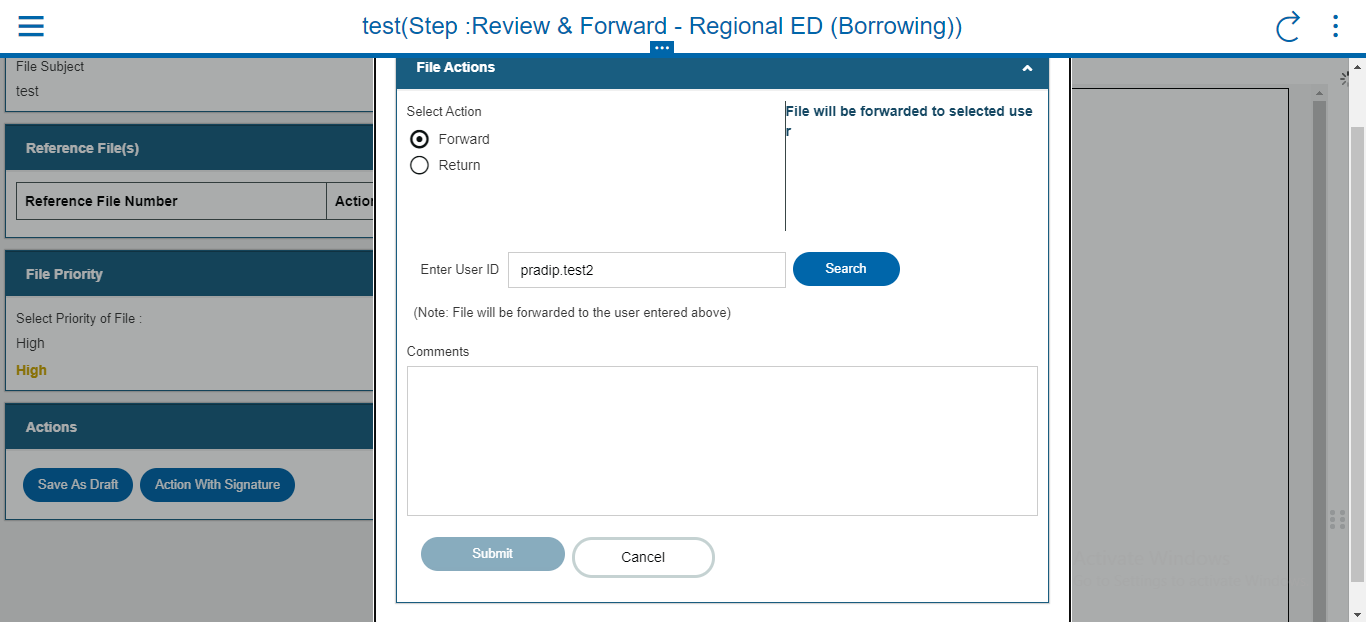 test(Step :Review & Forward - Regional ED (Borrowing))
File Subject
test
Reference File(s)
Reference File Number
File Priority
Select Priority of File :
High
High
Actions
Save As Draft
Action With Signature
File Actions
Select Action
Forward
Return
File will be forwarded to selected use
r
Enter User ID
pradip.test2
Search
(Note: File will be forwarded to the user entered above)
Comments
Submit
Cancel